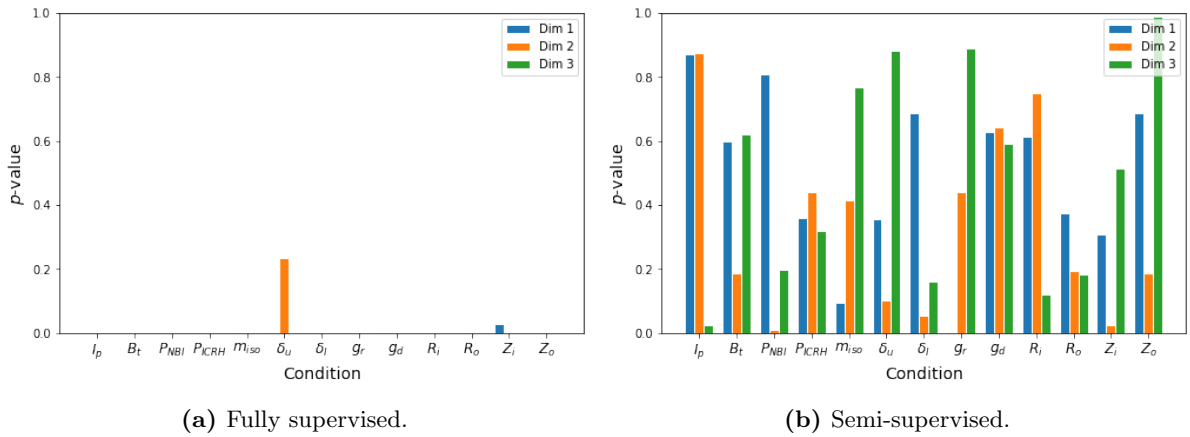 1.0
0.8
0.6
0.4
0.2
0.0
p-value
Dim 1
Dim 2
Dim 3
I_p B_t P_NBI P_ICRH m_iso δ_u δ_l g_r g_d R_i R_o Z_i Z_o
Condition
(a) Fully supervised.
1.0
0.8
0.6
0.4
0.2
0.0
p-value
Dim 1
Dim 2
Dim 3
I_p B_t P_NBI P_ICRH m_iso δ_u δ_l g_r g_d R_i R_o Z_i Z_o
Condition
(b) Semi-supervised.